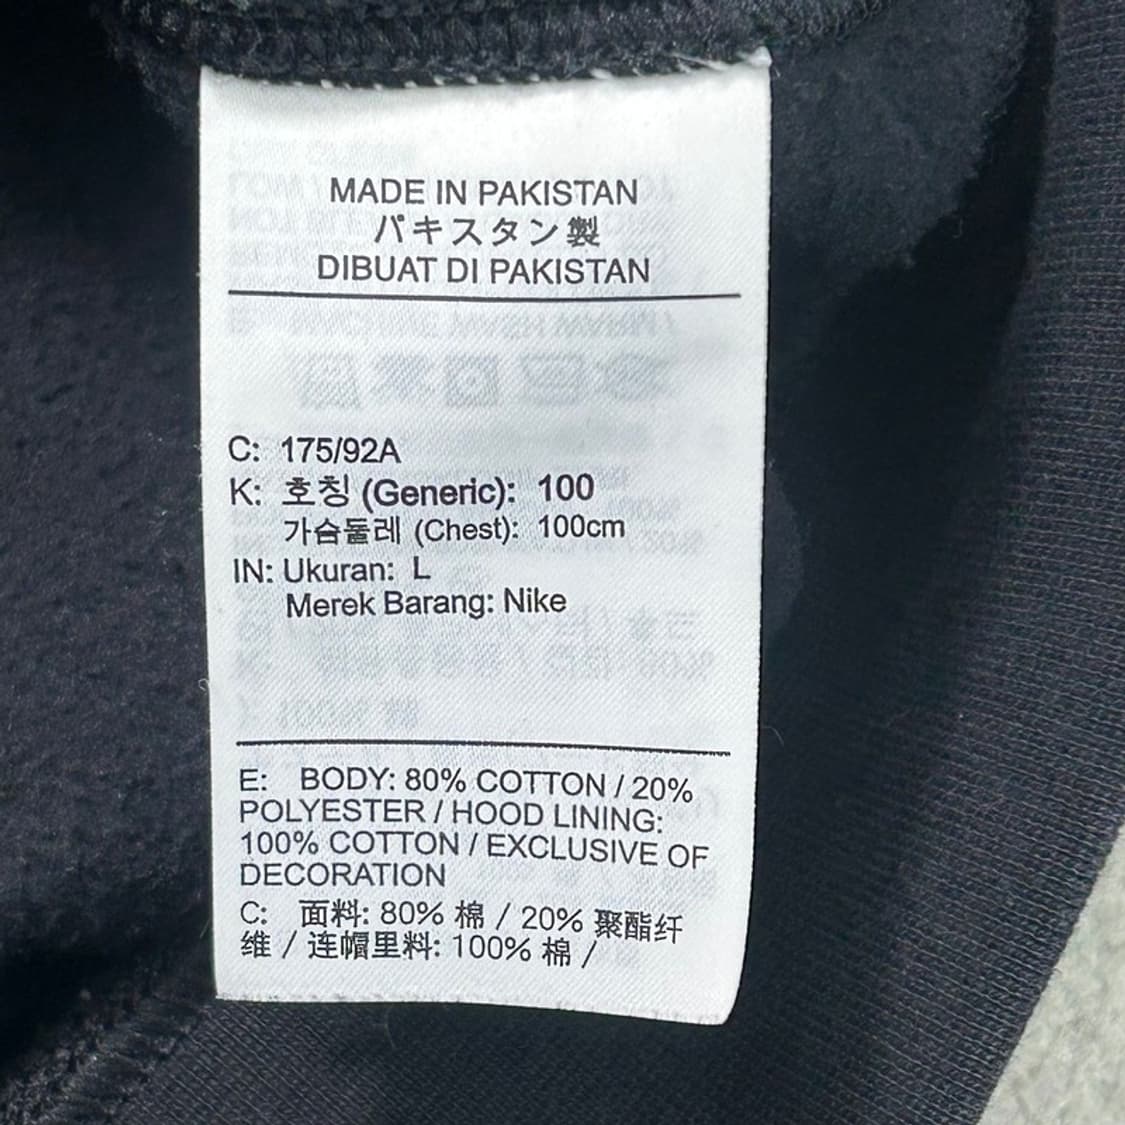 MADE IN PAKISTAN
パキスタン製
DIBUAT DI PAKISTAN
C: 175/92A
K: 호칭 (Generic): 100
가슴둘레 (Chest): 100cm
IN: Ukuran: L
Merek Barang: Nike
E: BODY: 80% COTTON / 20%
POLYESTER / HOOD LINING:
100% COTTON / EXCLUSIVE OF
DECORATION
C: 面料: 80% 棉 / 20% 聚酯纤
维 / 连帽里料: 100% 棉 /